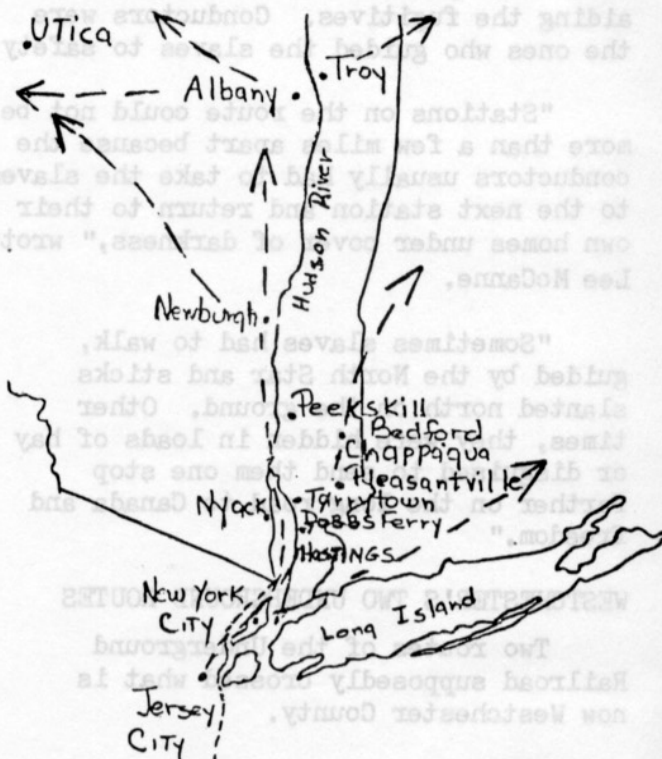 UTICA
Troy
Albany
Hudson River
Newburgh
Peekskill
Bedford
Chappaqua
Pleasantville
Tarrytown
Nyack
DOBBS Ferry
HASTINGS
New York
CITY
Long Island
Jersey
CITY
aiding the fugitives. Conductors were
the ones who guided the slaves to safety
"Stations on the route could not be
more than a few miles apart because the
conductors usually had to take the slave
to the next station and return to their
own homes under cover of darkness," wrot
Lee McCanne.
"Sometimes slaves had to walk,
guided by the North Star and sticks
slanted north ground. Other
times, they were hidden in loads of hay
or disguised to send them one stop
further on the to Canada and
freedom."
WESTCHESTER'S TWO UNDERGROUND ROUTES
Two routes of the Underground
Railroad supposedly crossed what is
now Westchester County.